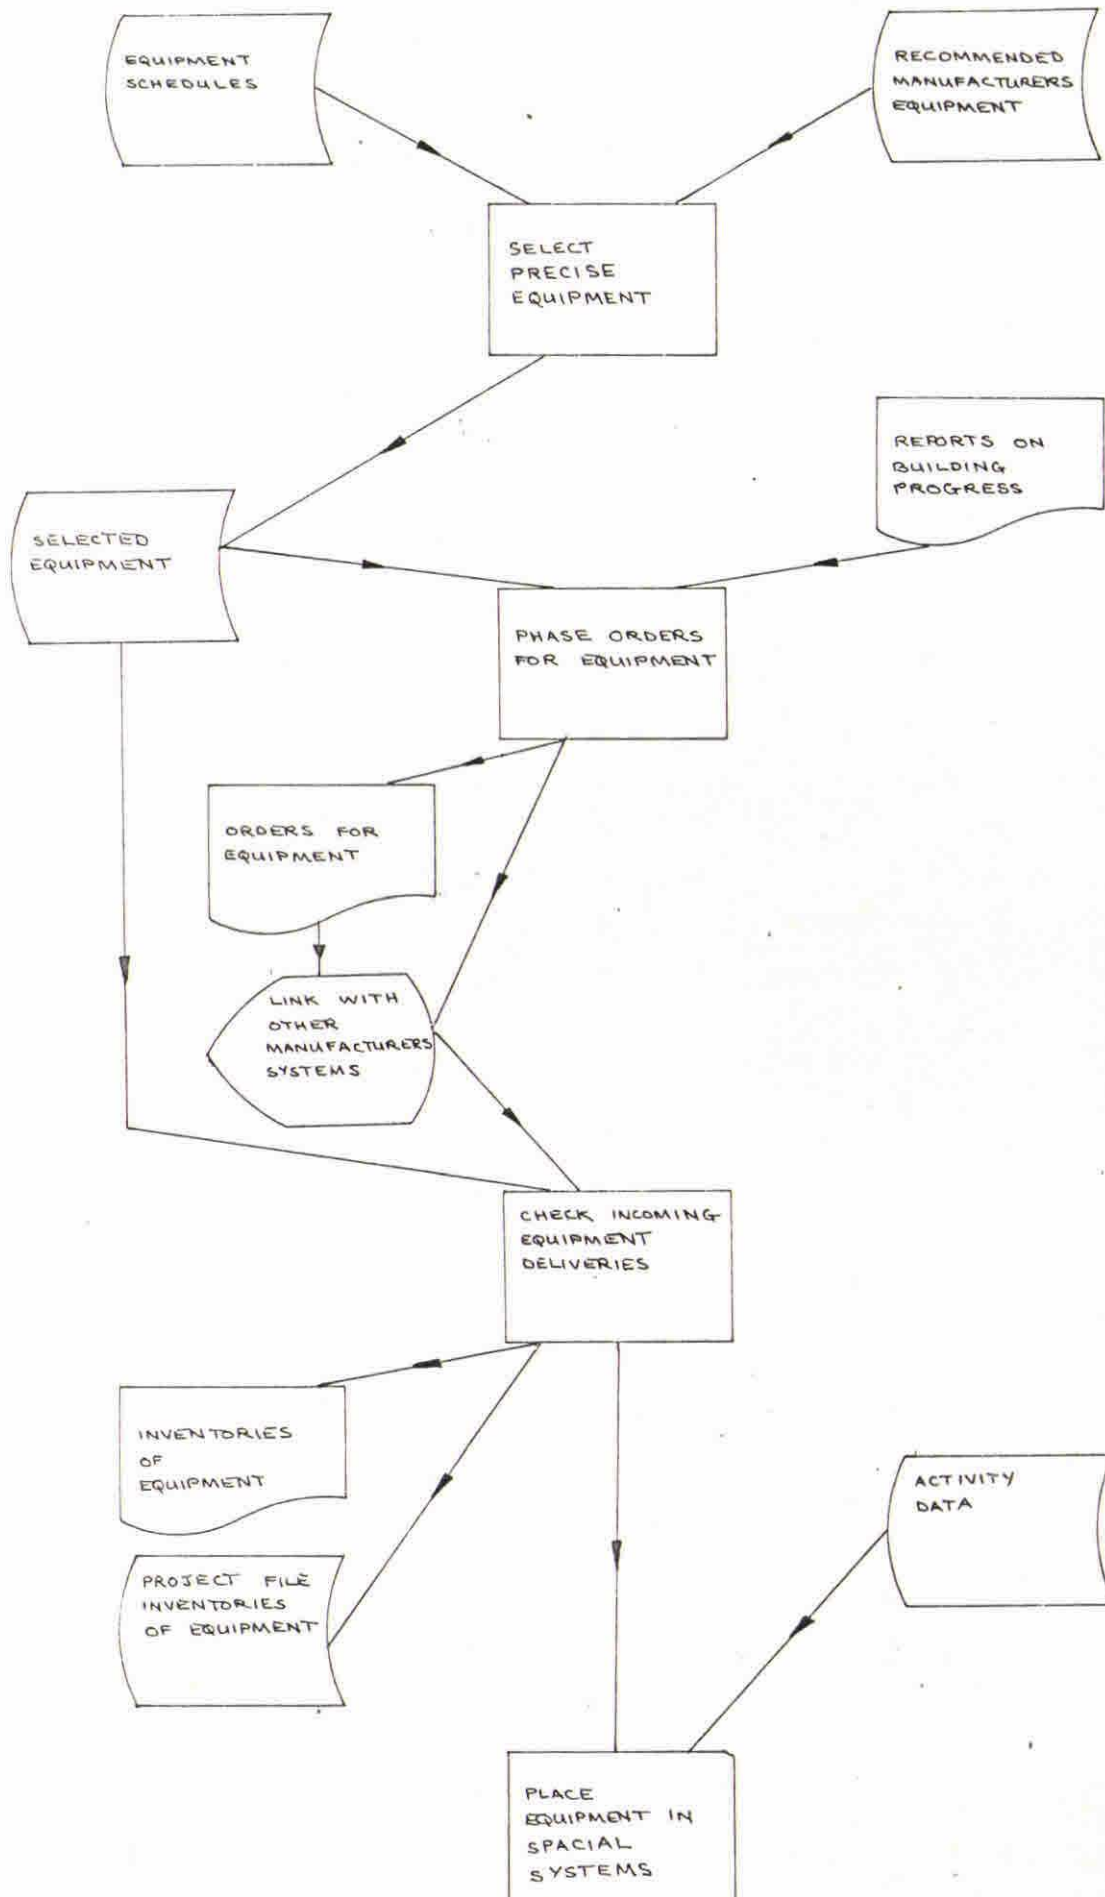 EQUIPMENT
SCHEDULES
RECOMMENDED
MANUFACTURERS
EQUIPMENT
SELECT
PRECISE
EQUIPMENT
REPORTS ON
BUILDING
PROGRESS
SELECTED
EQUIPMENT
PHASE ORDERS
FOR EQUIPMENT
ORDERS FOR
EQUIPMENT
LINK WITH
OTHER
MANUFACTURERS
SYSTEMS
CHECK INCOMING
EQUIPMENT
DELIVERIES
INVENTORIES
OF
EQUIPMENT
ACTIVITY
DATA
PROJECT FILE
INVENTORIES
OF EQUIPMENT
PLACE
EQUIPMENT IN
SPACIAL
SYSTEMS